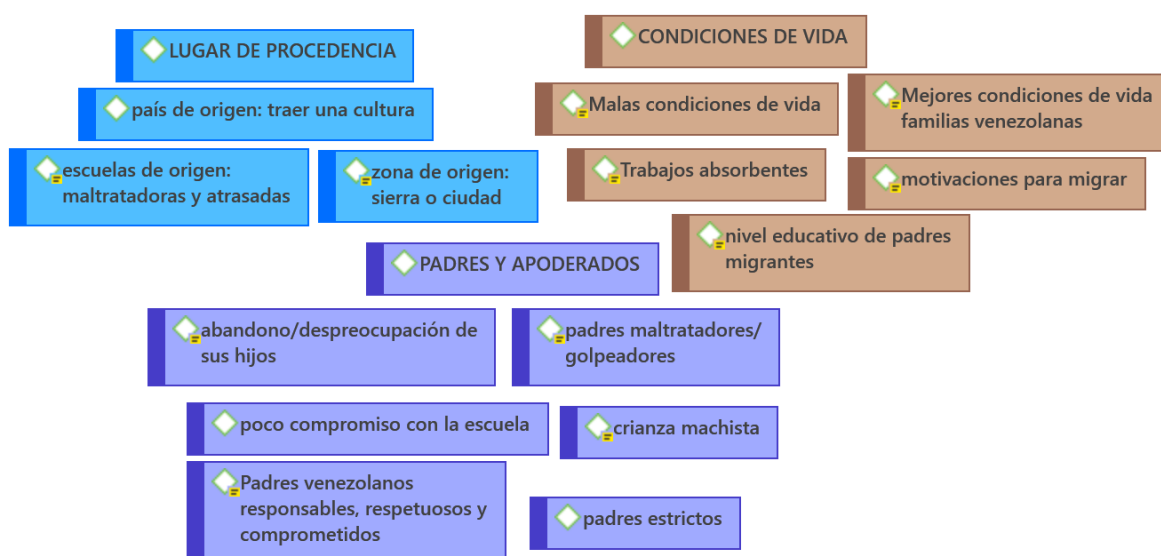 LUGAR DE PROCEDENCIA
país de origen: traer una cultura
escuelas de origen:
maltratadoras y atrasadas
zona de origen:
sierra o ciudad
CONDICIONES DE VIDA
Malas condiciones de vida
Mejores condiciones de vida
familias venezolanas
Trabajos absorbentes
motivaciones para migrar
nivel educativo de padres
migrantes
PADRES Y APODERADOS
abandono/despreocupación de
sus hijos
padres maltratadores/
golpeadores
poco compromiso con la escuela
crianza machista
Padres venezolanos
responsables, respetuosos y
comprometidos
padres estrictos